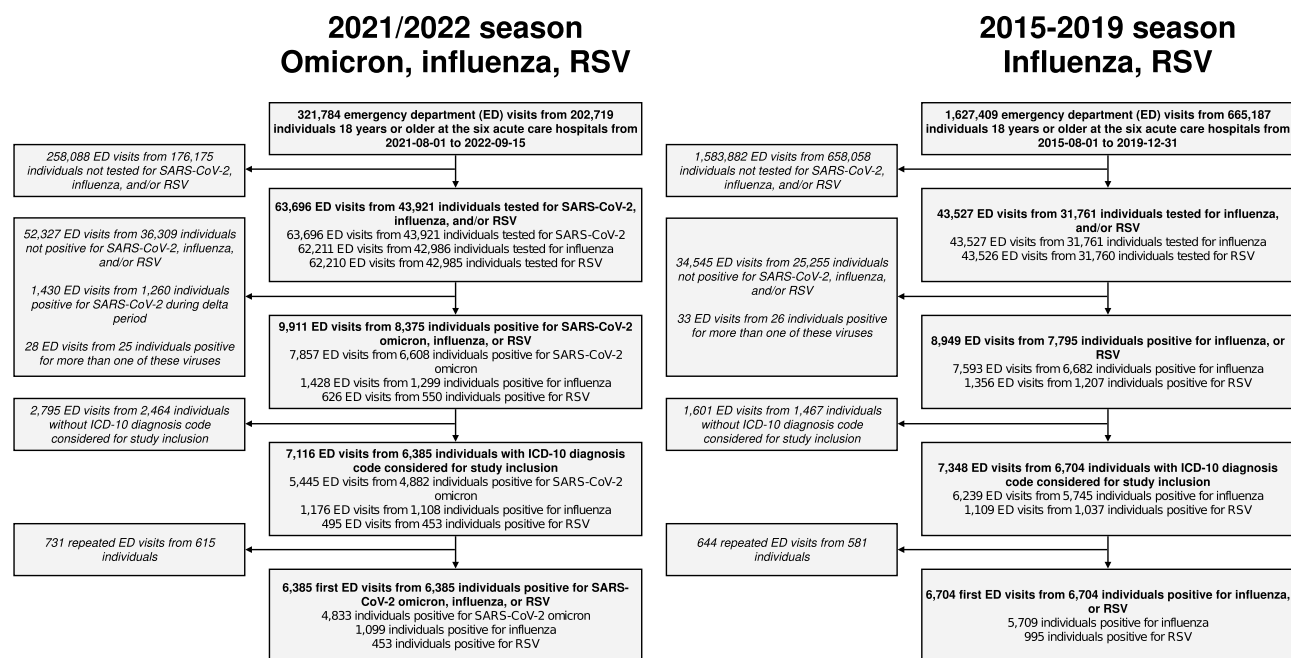 2021/2022 season
Omicron, influenza, RSV
321,784 emergency department (ED) visits from 202,719
individuals 18 years or older at the six acute care hospitals from
2021-08-01 to 2022-09-15
258,088 ED visits from 176,175
individuals not tested for SARS-CoV-2,
influenza, and/or RSV
63,696 ED visits from 43,921 individuals tested for SARS-CoV-2,
influenza, and/or RSV
63,696 ED visits from 43,921 individuals tested for SARS-CoV-2
62,211 ED visits from 42,986 individuals tested for influenza
62,210 ED visits from 42,985 individuals tested for RSV
52,327 ED visits from 36,309 individuals
not positive for SARS-CoV-2, influenza,
and/or RSV
1,430 ED visits from 1,260 individuals
positive for SARS-CoV-2 during delta
period
28 ED visits from 25 individuals positive
for more than one of these viruses
9,911 ED visits from 8,375 individuals positive for SARS-CoV-2
omicron, influenza, or RSV
7,857 ED visits from 6,608 individuals positive for SARS-CoV-2
omicron
1,428 ED visits from 1,299 individuals positive for influenza
626 ED visits from 550 individuals positive for RSV
2,795 ED visits from 2,464 individuals
without ICD-10 diagnosis code
considered for study inclusion
7,116 ED visits from 6,385 individuals with ICD-10 diagnosis
code considered for study inclusion
5,445 ED visits from 4,882 individuals positive for SARS-CoV-2
omicron
1,176 ED visits from 1,108 individuals positive for influenza
495 ED visits from 453 individuals positive for RSV
731 repeated ED visits from 615
individuals
6,385 first ED visits from 6,385 individuals positive for SARS-
CoV-2 omicron, influenza, or RSV
4,833 individuals positive for SARS-CoV-2 omicron
1,099 individuals positive for influenza
453 individuals positive for RSV
2015-2019 season
Influenza, RSV
1,627,409 emergency department (ED) visits from 665,187
individuals 18 years or older at the six acute care hospitals from
2015-08-01 to 2019-12-31
1,583,882 ED visits from 658,058
individuals not tested for SARS-CoV-2,
influenza, and/or RSV
43,527 ED visits from 31,761 individuals tested for influenza,
and/or RSV
43,527 ED visits from 31,761 individuals tested for influenza
43,526 ED visits from 31,760 individuals tested for RSV
34,545 ED visits from 25,255 individuals
not positive for SARS-CoV-2, influenza,
and/or RSV
33 ED visits from 26 individuals positive
for more than one of these viruses
8,949 ED visits from 7,795 individuals positive for influenza, or
RSV
7,593 ED visits from 6,682 individuals positive for influenza
1,356 ED visits from 1,207 individuals positive for RSV
1,601 ED visits from 1,467 individuals
without ICD-10 diagnosis code
considered for study inclusion
7,348 ED visits from 6,704 individuals with ICD-10 diagnosis
code considered for study inclusion
6,239 ED visits from 5,745 individuals positive for influenza
1,109 ED visits from 1,037 individuals positive for RSV
644 repeated ED visits from 581
individuals
6,704 first ED visits from 6,704 individuals positive for influenza,
or RSV
5,709 individuals positive for influenza
995 individuals positive for RSV